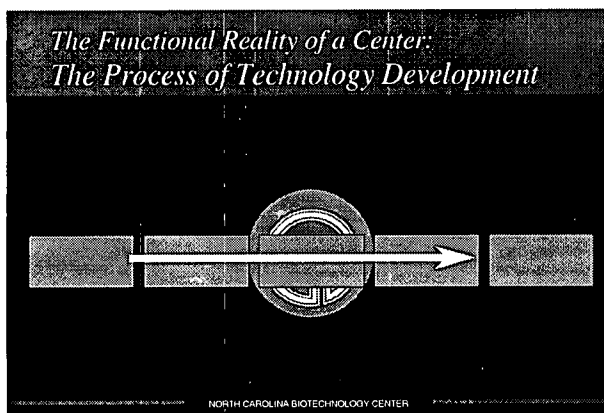 The Functional Reality of a Center:
The Process of Technology Development
NORTH CAROLINA BIOTECHNOLOGY CENTER